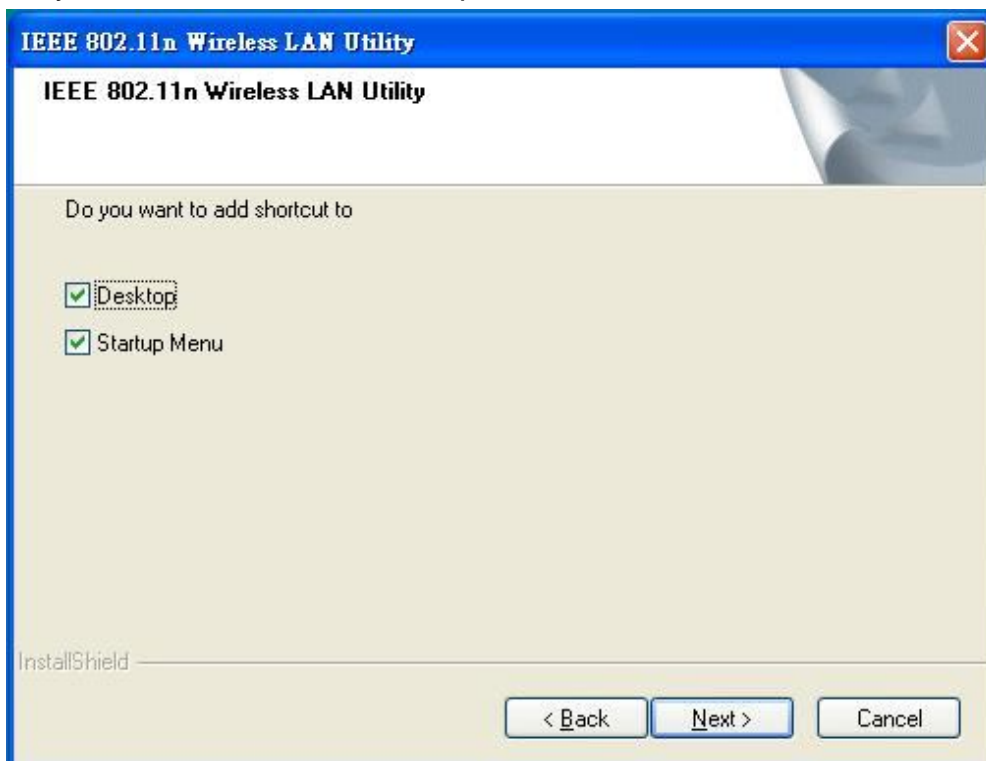 IEEE 802.11n Wireless LAN Utility
IEEE 802.11n Wireless LAN Utility
Do you want to add shortcut to
Desktop
Startup Menu
InstallShield
< Back Next > Cancel